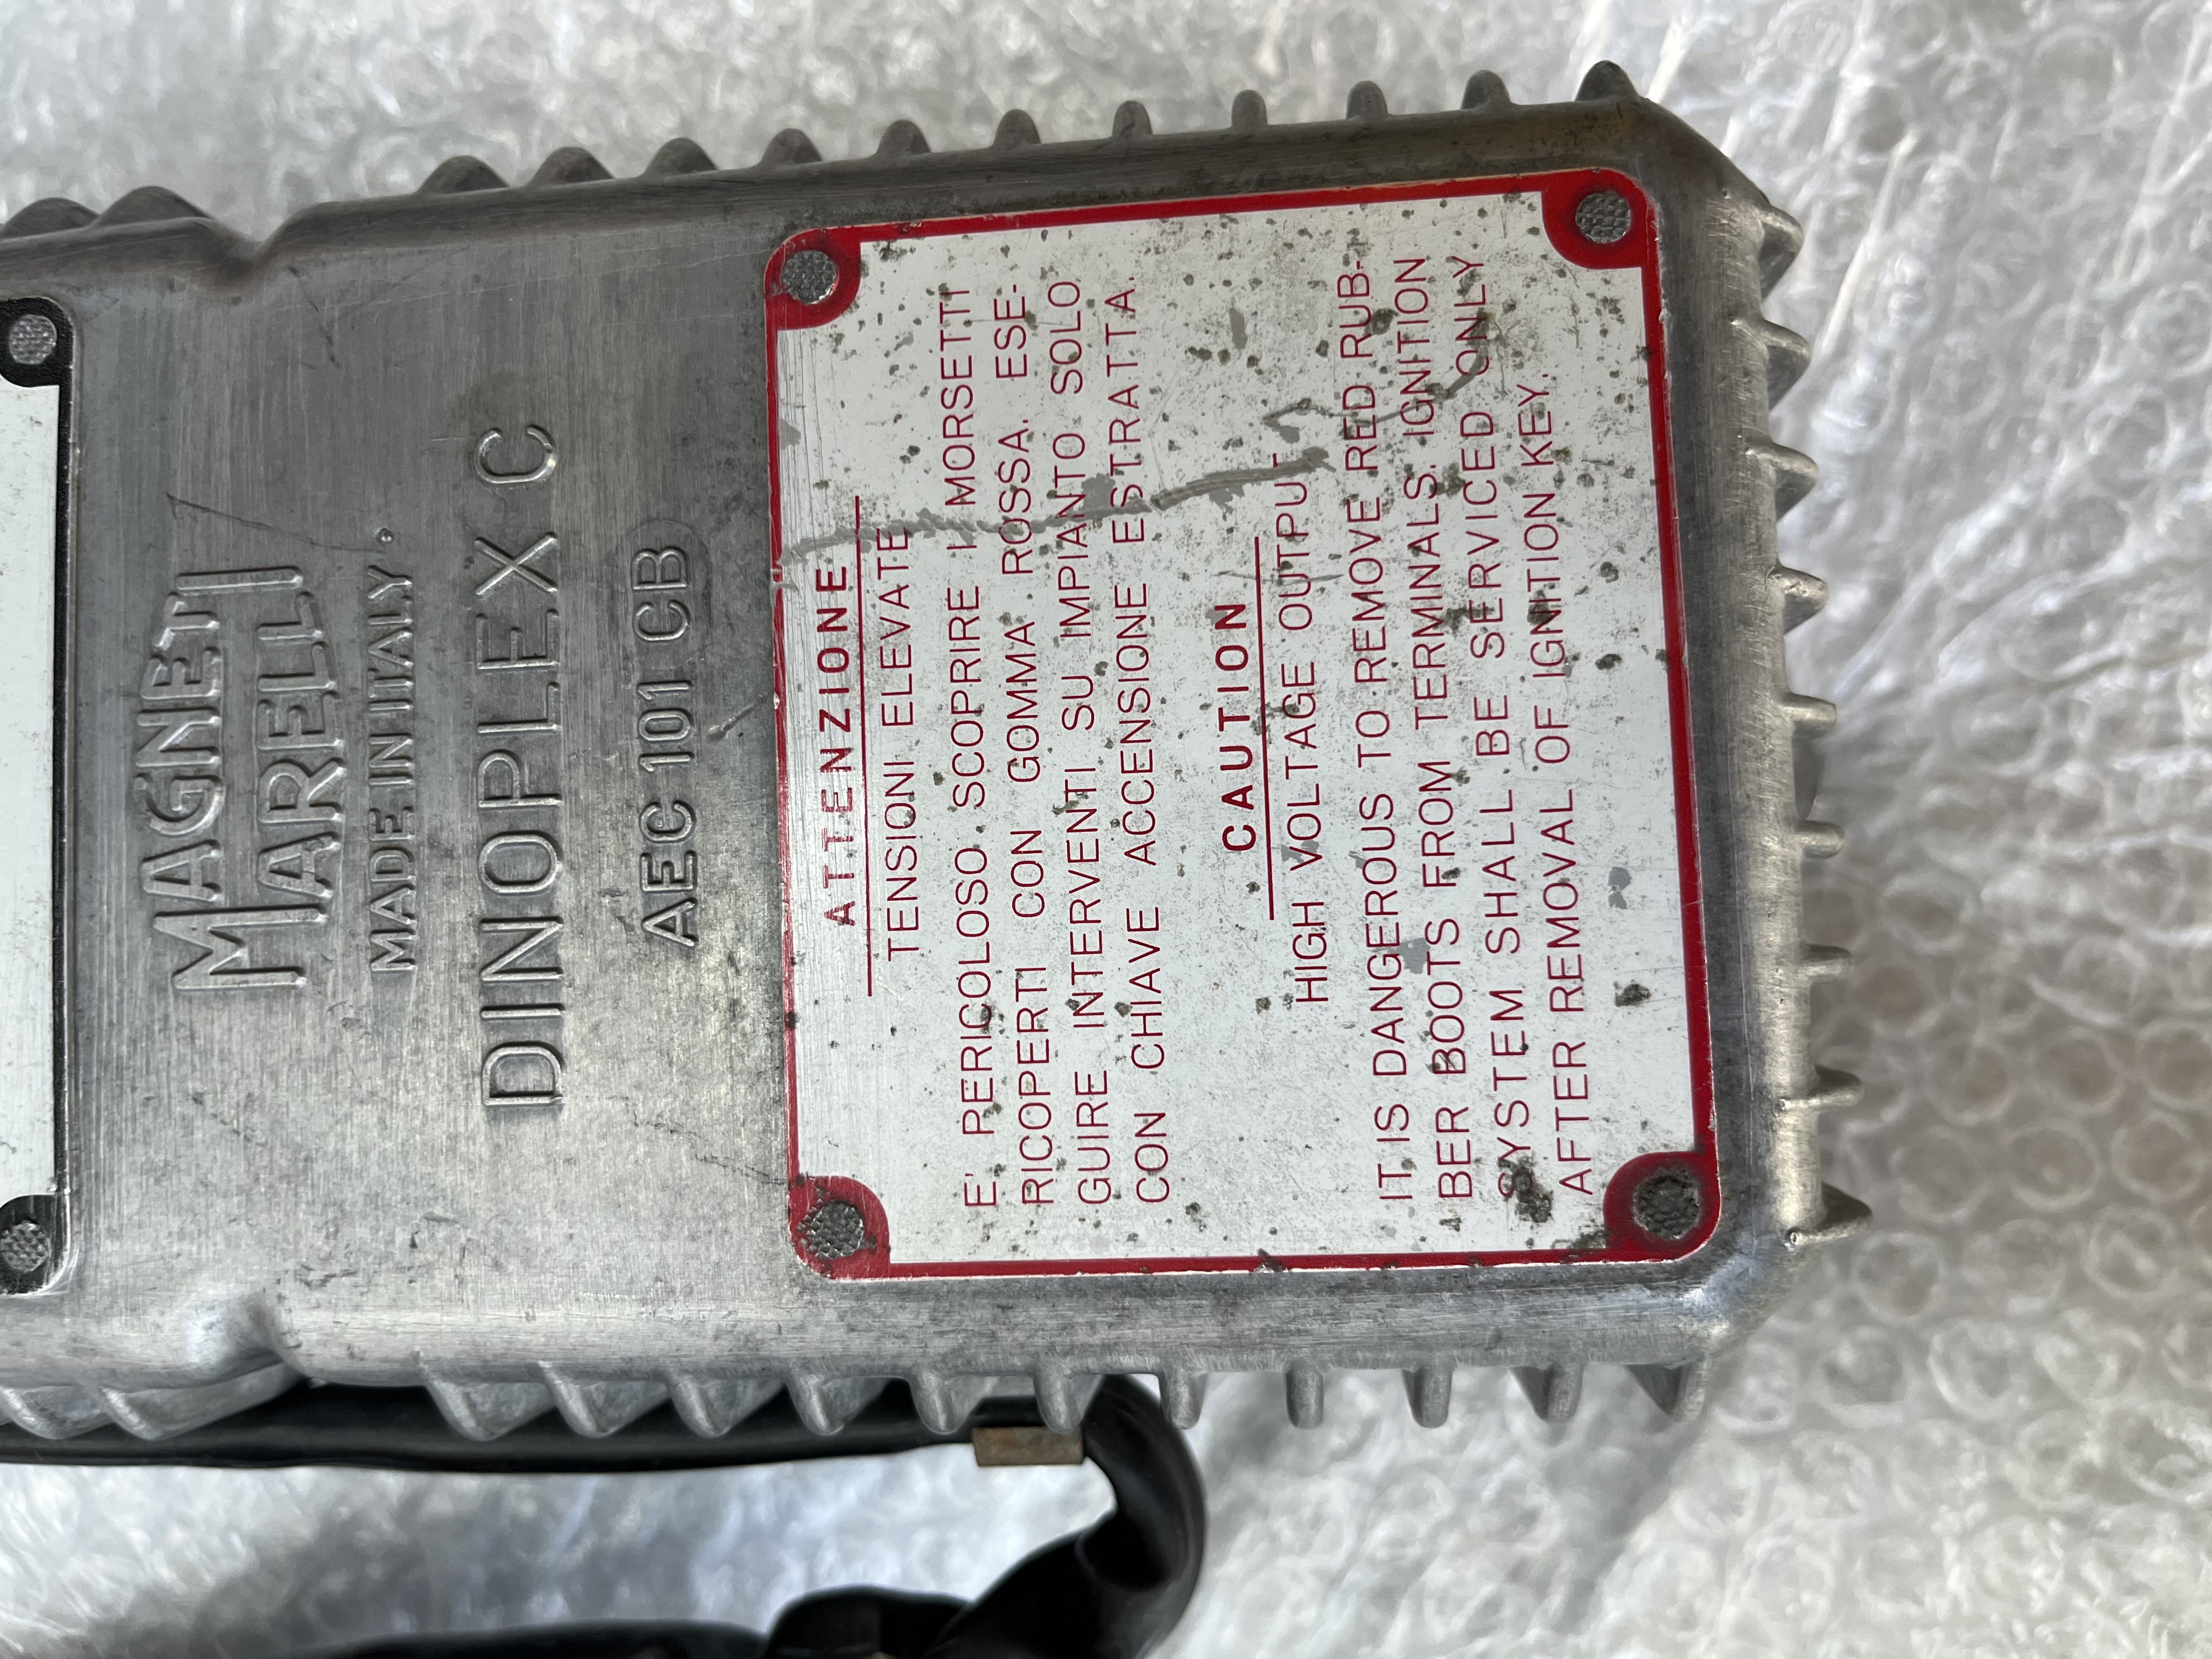 MAGNETI
MARELLI
MADE IN ITALY.
DINOPLEX C
AEC 101 CB
ATTENZIONE
TENSIONI ELEVATE
E' PERICOLOSO SCOPRIRE I MORSETTI
RICOPERTI CON GOMMA ROSSA. ESE-
GUIRE INTERVENTI SU IMPIANTO SOLO
CON CHIAVE ACCENSIONE ESTRATTA.
CAUTION
HIGH VOLTAGE OUTPUT
IT IS DANGEROUS TO REMOVE RED RUB-
BER BOOTS FROM TERMINALS. IGNITION
SYSTEM SHALL BE SERVICED ONLY
AFTER REMOVAL OF IGNITION KEY.